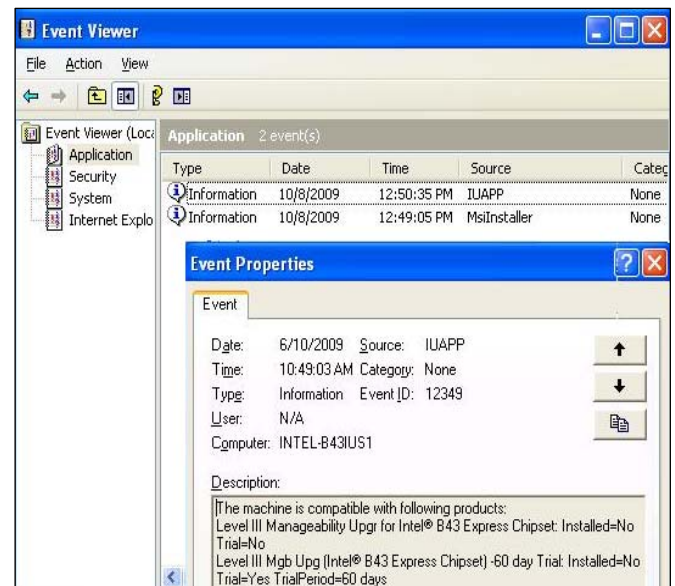 Event Viewer
File Action View
Event Viewer (Loca
Application
Security
System
Internet Explo
Application 2 event(s)
Type Date Time Source Categ
Information 10/8/2009 12:50:35 PM IUAPP None
Information 10/8/2009 12:49:05 PM MsiInstaller None
Event Properties
Event
Date: 6/10/2009 Source: IUAPP
Time: 10:49:03 AM Category: None
Type: Information Event ID: 12349
User: N/A
Computer: INTEL-B43IUS1
Description:
The machine is compatible with following products:
Level III Manageability Upgr for Intel® B43 Express Chipset: Installed=No
Trial=No
Level III Mgb Upg (Intel® B43 Express Chipset) -60 day Trial: Installed=No
Trial=Yes TrialPeriod=60 days